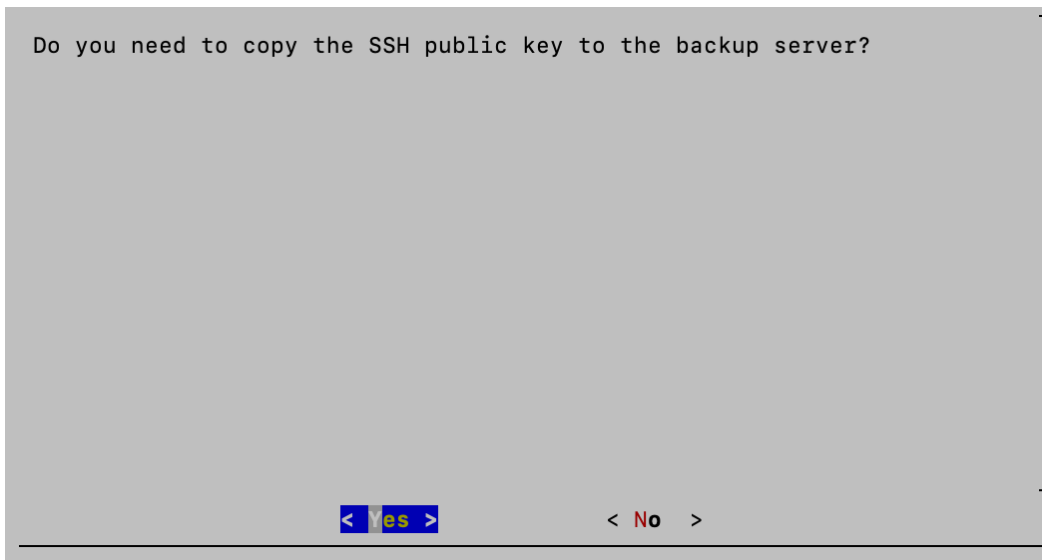 Do you need to copy the SSH public key to the backup server?
< Yes > < No >